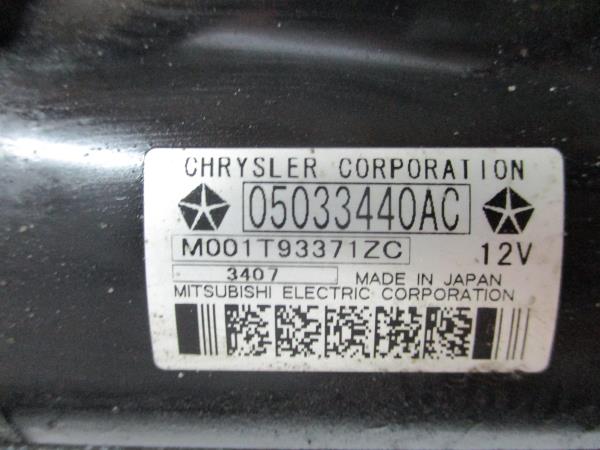 CHRYSLER CORPORATION
05033440AC
M001T93371ZC 12V
3407 MADE IN JAPAN
MITSUBISHI ELECTRIC CORPORATION